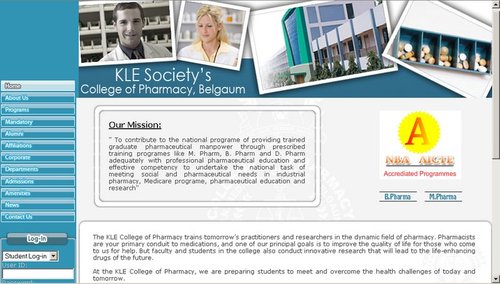 KLE Society's
College of Pharmacy, Belgaum
Home
About Us
Programs
Mandatory
Alumni
Affiliations
Corporate
Departments
Admissions
Amenities
News
Contact Us
Log-in
Student Log-in
User ID:
Our Mission:
" To contribute to the national programe of providing trained
graduate pharmaceutical manpower through prescribed
training programes like M. Pharm, B. Pharm and D. Pharm
adequately with professional pharmaceutical education and
effective competency to undertake the national task of
meeting social and pharmaceutical needs in industrial
pharmacy, Medicare programes, pharmaceutical education and
research"
A
NBA AICTE
Accrediated Programmes
B.Pharma M.Pharma
The KLE College of Pharmacy trains tomorrow's practitioners and researchers in the dynamic field of pharmacy. Pharmacists
are your primary conduit to medications, and one of our principal goals is to improve the quality of life for those who come
to us for help. But faculty and students in the college also conduct innovative research that will lead to the life-enhancing
drugs of the future.
At the KLE College of Pharmacy, we are preparing students to meet and overcome the health challenges of today and
tomorrow.